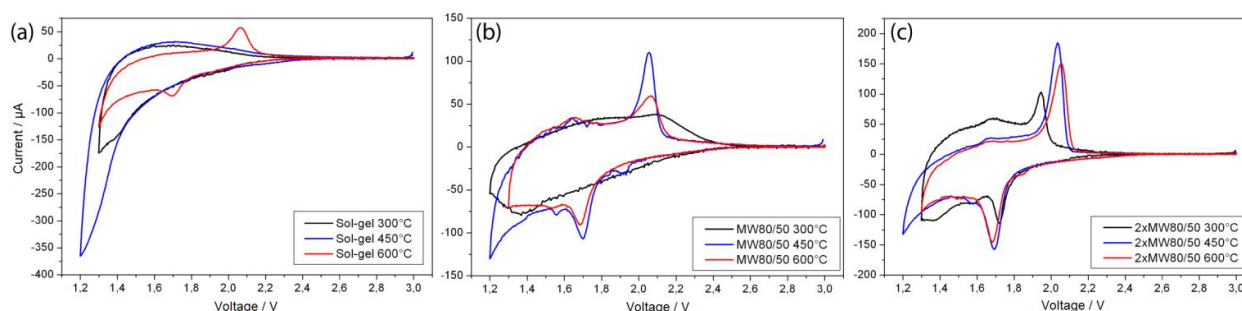 (a)
100
50
0
-50
-100
-150
-200
-250
-300
-350
-400
Current / µA
Sol-gel 300°C
Sol-gel 450°C
Sol-gel 600°C
1,2 1,4 1,6 1,8 2,0 2,2 2,4 2,6 2,8 3,0
Voltage / V
(b)
150
100
50
0
-50
-100
-150
MW80/50 300°C
MW80/50 450°C
MW80/50 600°C
1,2 1,4 1,6 1,8 2,0 2,2 2,4 2,6 2,8 3,0
Voltage / V
(c)
200
150
100
50
0
-50
-100
-150
-200
2xMW80/50 300°C
2xMW80/50 450°C
2xMW80/50 600°C
1,2 1,4 1,6 1,8 2,0 2,2 2,4 2,6 2,8 3,0
Voltage / V